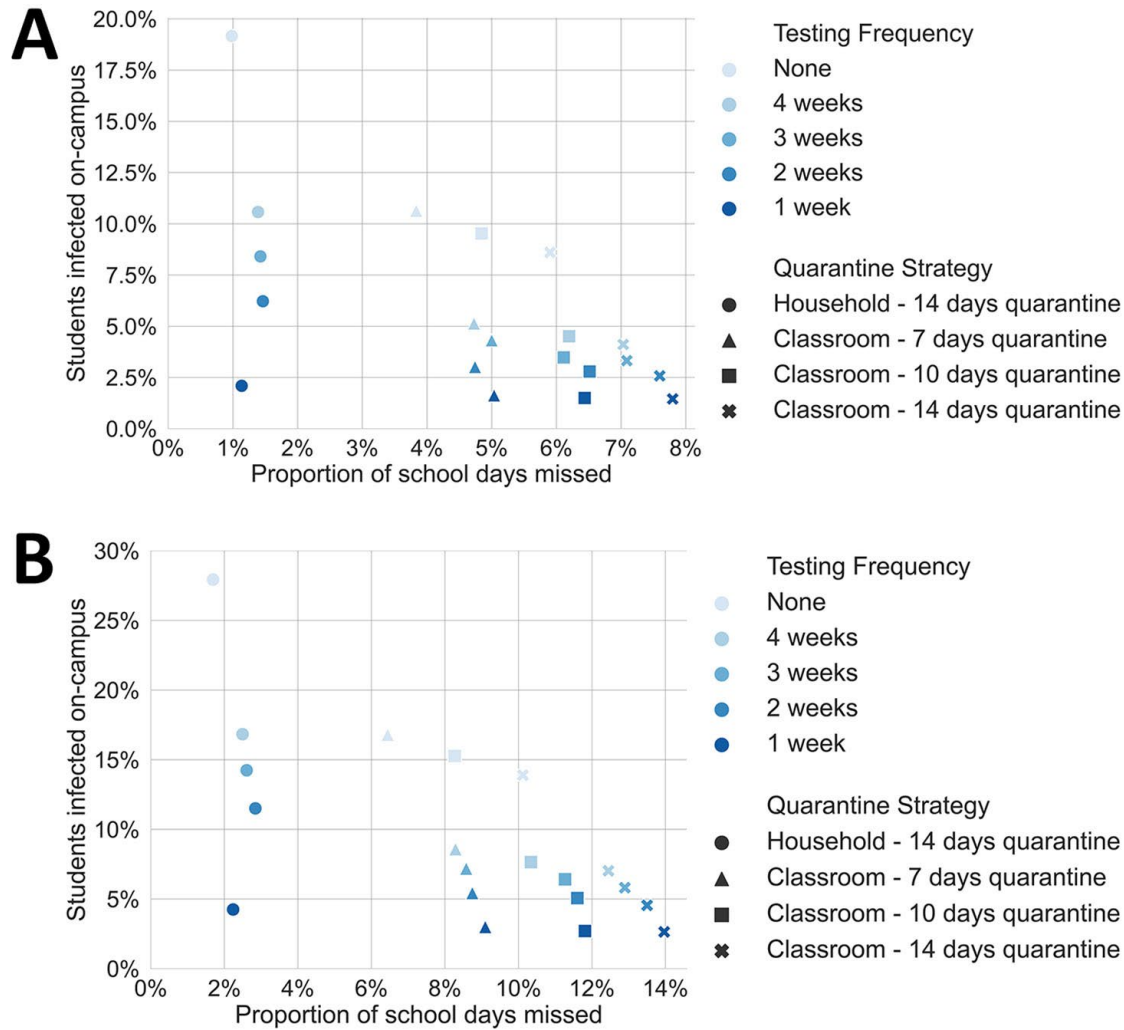 A
20.0%
17.5%
15.0%
12.5%
10.0%
7.5%
5.0%
2.5%
0.0%
Students infected on-campus
0% 1% 2% 3% 4% 5% 6% 7% 8%
Proportion of school days missed
Testing Frequency
None
4 weeks
3 weeks
2 weeks
1 week
Quarantine Strategy
Household - 14 days quarantine
Classroom - 7 days quarantine
Classroom - 10 days quarantine
Classroom - 14 days quarantine
B
30%
25%
20%
15%
10%
5%
0%
Students infected on-campus
0% 2% 4% 6% 8% 10% 12% 14%
Proportion of school days missed
Testing Frequency
None
4 weeks
3 weeks
2 weeks
1 week
Quarantine Strategy
Household - 14 days quarantine
Classroom - 7 days quarantine
Classroom - 10 days quarantine
Classroom - 14 days quarantine